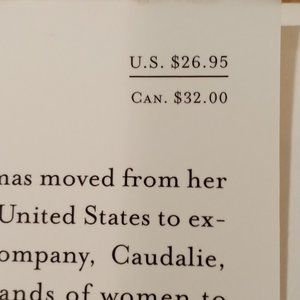 U.S. $26.95
CAN. $32.00
mas moved from her
United States to ex-
ompany, Caudalie,
ands of women to